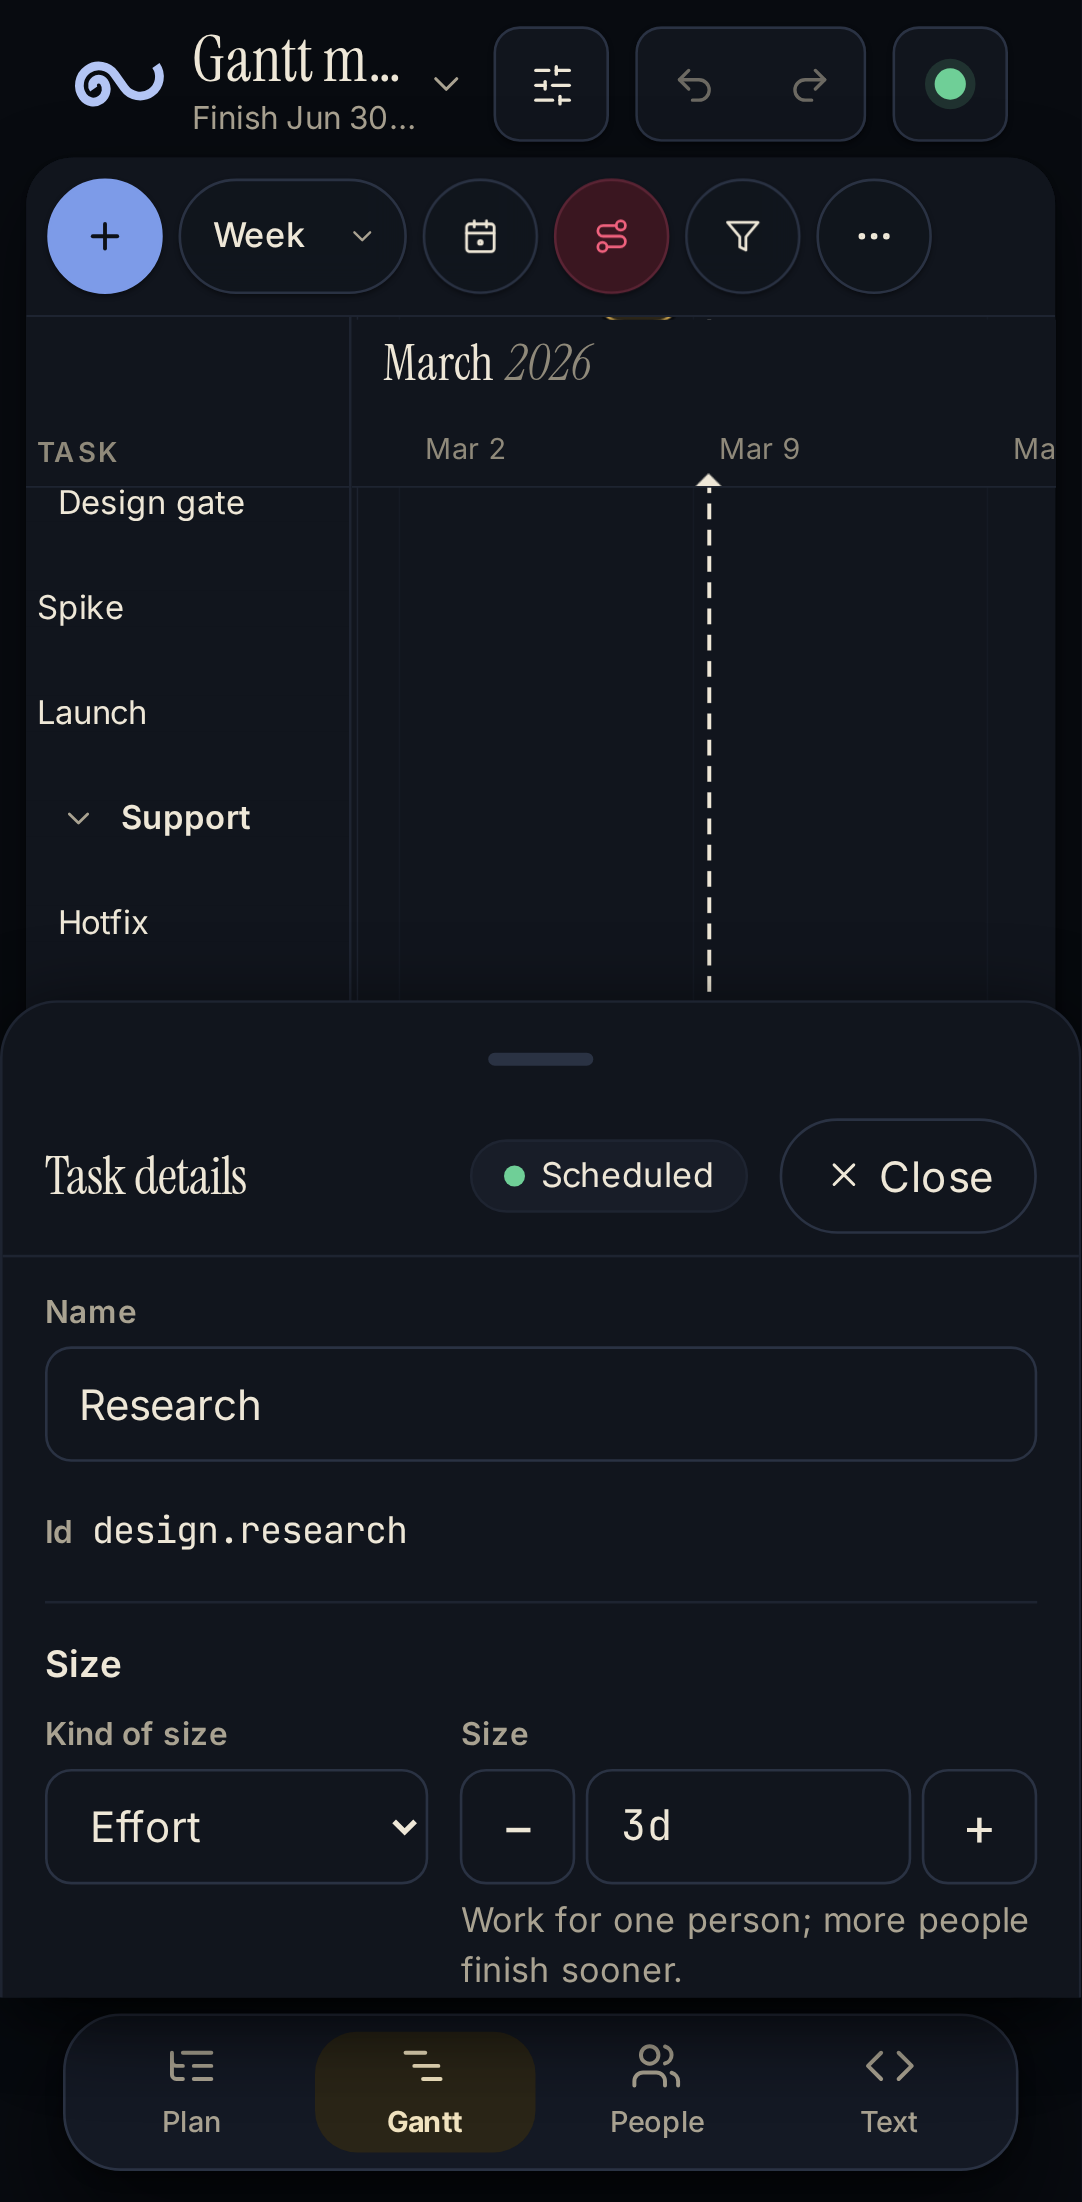 Gantt m...
Finish Jun 30...
Week
March 2026
TASK
Mar 2
Mar 9
Ma
Design gate
Spike
Launch
Support
Hotfix
Task details
Scheduled
Close
Name
Research
Id design.research
Size
Kind of size
Size
Effort
3d
Work for one person; more people
finish sooner.
Plan
Gantt
People
Text